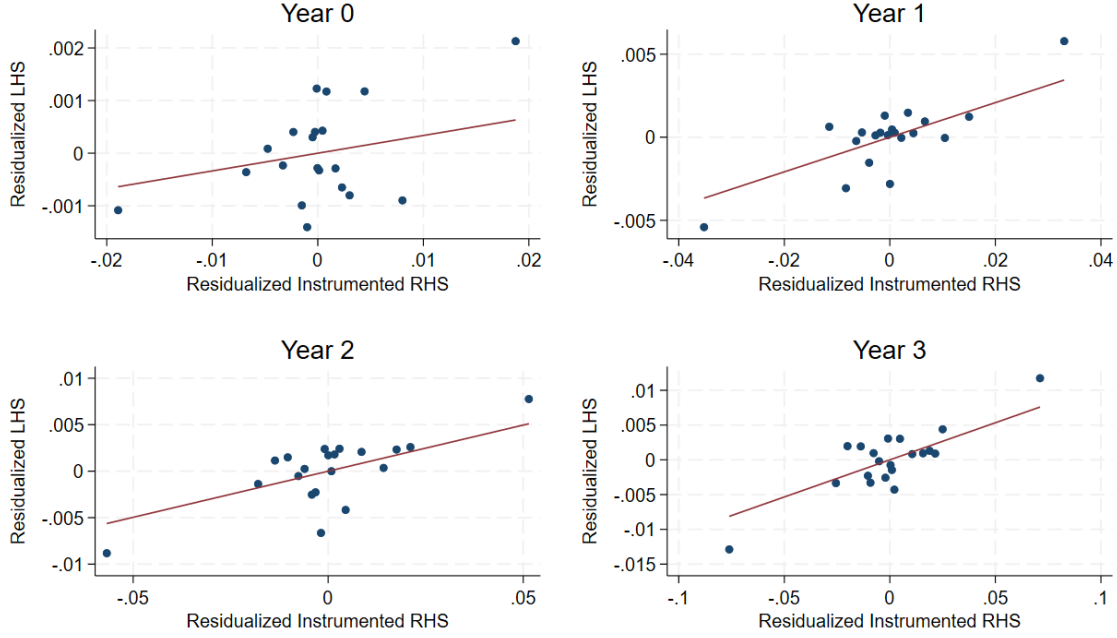 Year 0
Residualized LHS
.002
.001
0
-.001
-.02 -.01 0 .01 .02
Residualized Instrumented RHS
Year 1
Residualized LHS
.005
0
-.005
-.04 -.02 0 .02 .04
Residualized Instrumented RHS
Year 2
Residualized LHS
.01
.005
0
-.005
-.01
-.05 0 .05
Residualized Instrumented RHS
Year 3
Residualized LHS
.01
.005
0
-.005
-.01
-.015
-.1 -.05 0 .05 .1
Residualized Instrumented RHS